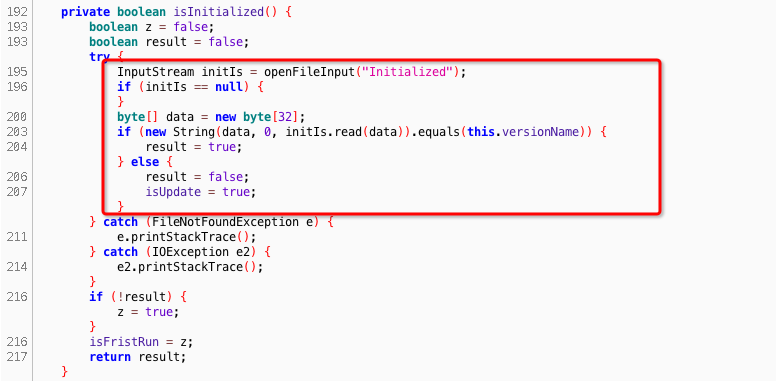 192 private boolean isInitialized() {
193 boolean z = false;
193 boolean result = false;
try {
195 InputStream initIs = openFileInput("Initialized");
196 if (initIs == null) {
}
200 byte[] data = new byte[32];
203 if (new String(data, 0, initIs.read(data)).equals(this.versionName)) {
204 result = true;
} else {
206 result = false;
207 isUpdate = true;
}
} catch (FileNotFoundException e) {
211 e.printStackTrace();
} catch (IOException e2) {
214 e2.printStackTrace();
}
216 if (!result) {
z = true;
}
216 isFristRun = z;
217 return result;
}